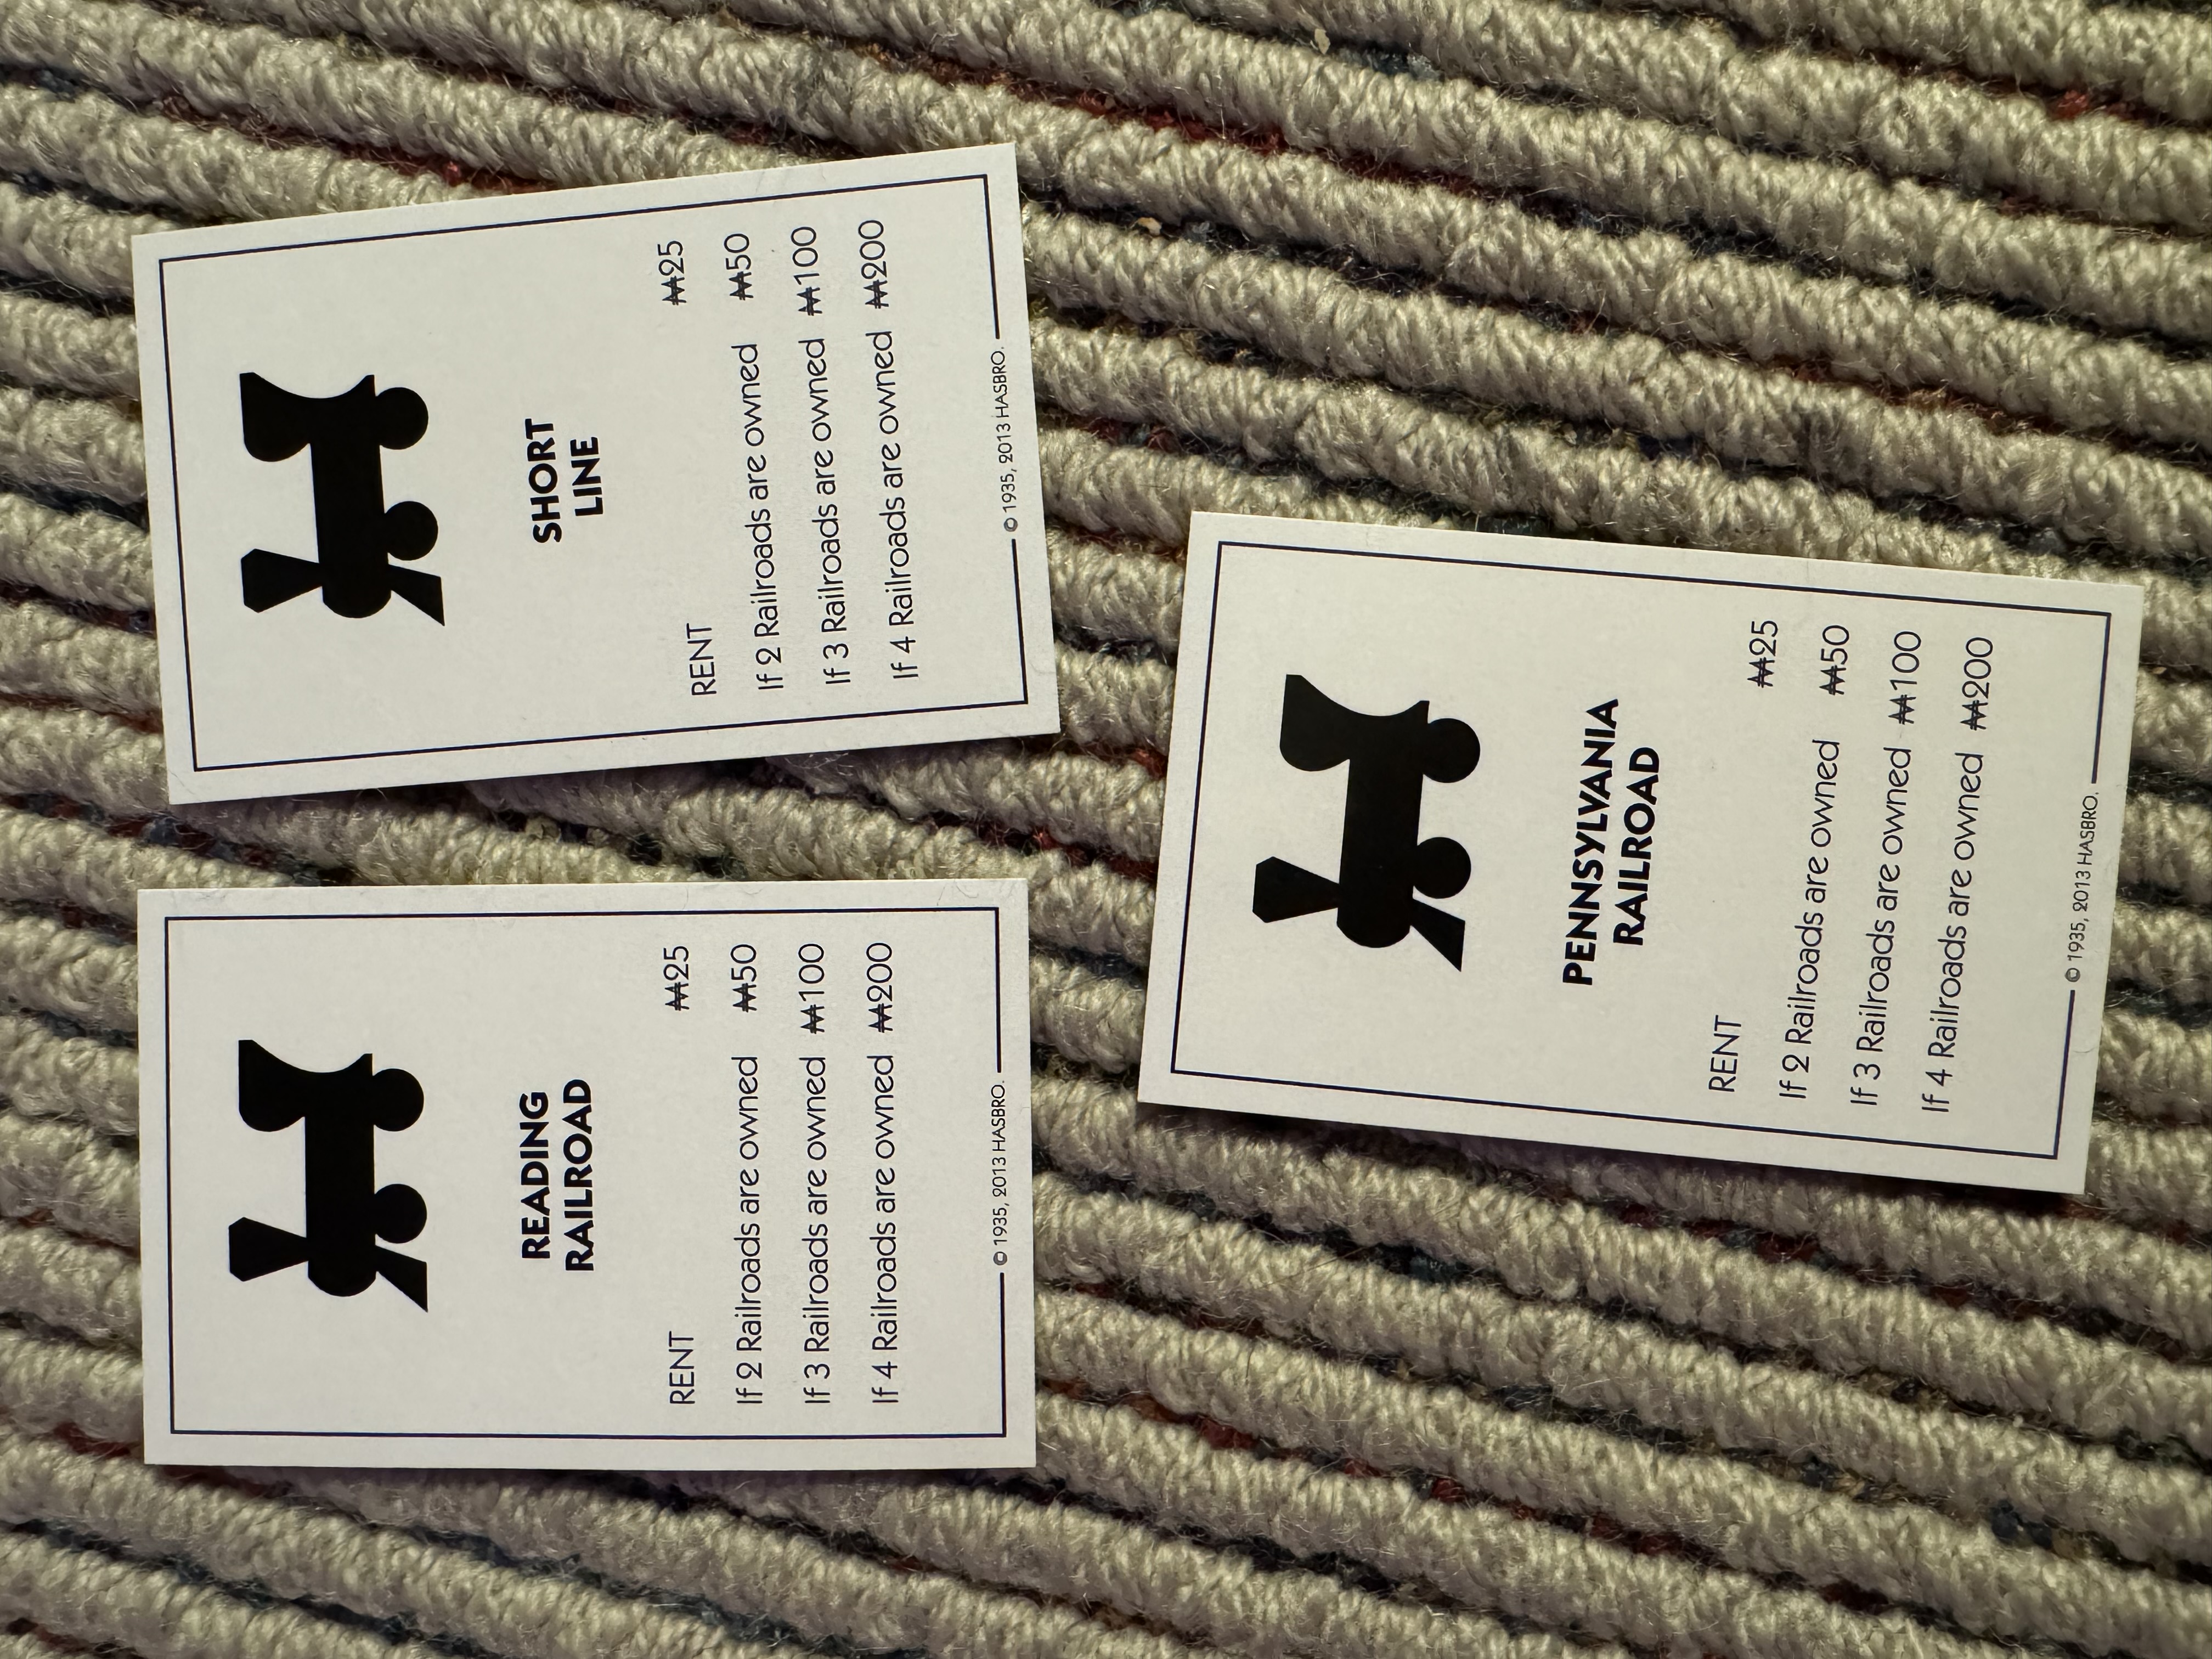 READING
RAILROAD
RENT ₩25
If 2 Railroads are owned ₩50
If 3 Railroads are owned ₩100
If 4 Railroads are owned ₩200
© 1935, 2013 HASBRO.
SHORT
LINE
RENT ₩25
If 2 Railroads are owned ₩50
If 3 Railroads are owned ₩100
If 4 Railroads are owned ₩200
© 1935, 2013 HASBRO.
PENNSYLVANIA
RAILROAD
RENT ₩25
If 2 Railroads are owned ₩50
If 3 Railroads are owned ₩100
If 4 Railroads are owned ₩200
© 1935, 2013 HASBRO.